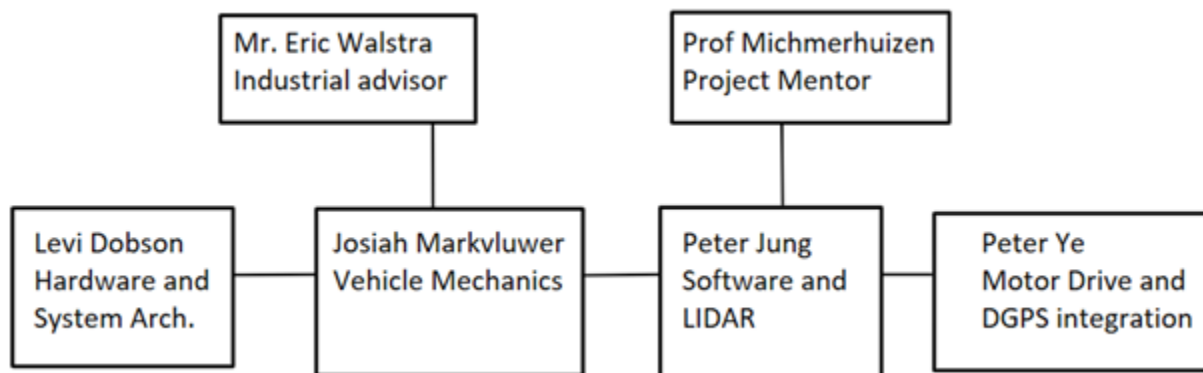 Mr. Eric Walstra
Industrial advisor
Prof Michmerhuizen
Project Mentor
Levi Dobson
Hardware and
System Arch.
Josiah Markvluwer
Vehicle Mechanics
Peter Jung
Software and
LIDAR
Peter Ye
Motor Drive and
DGPS integration